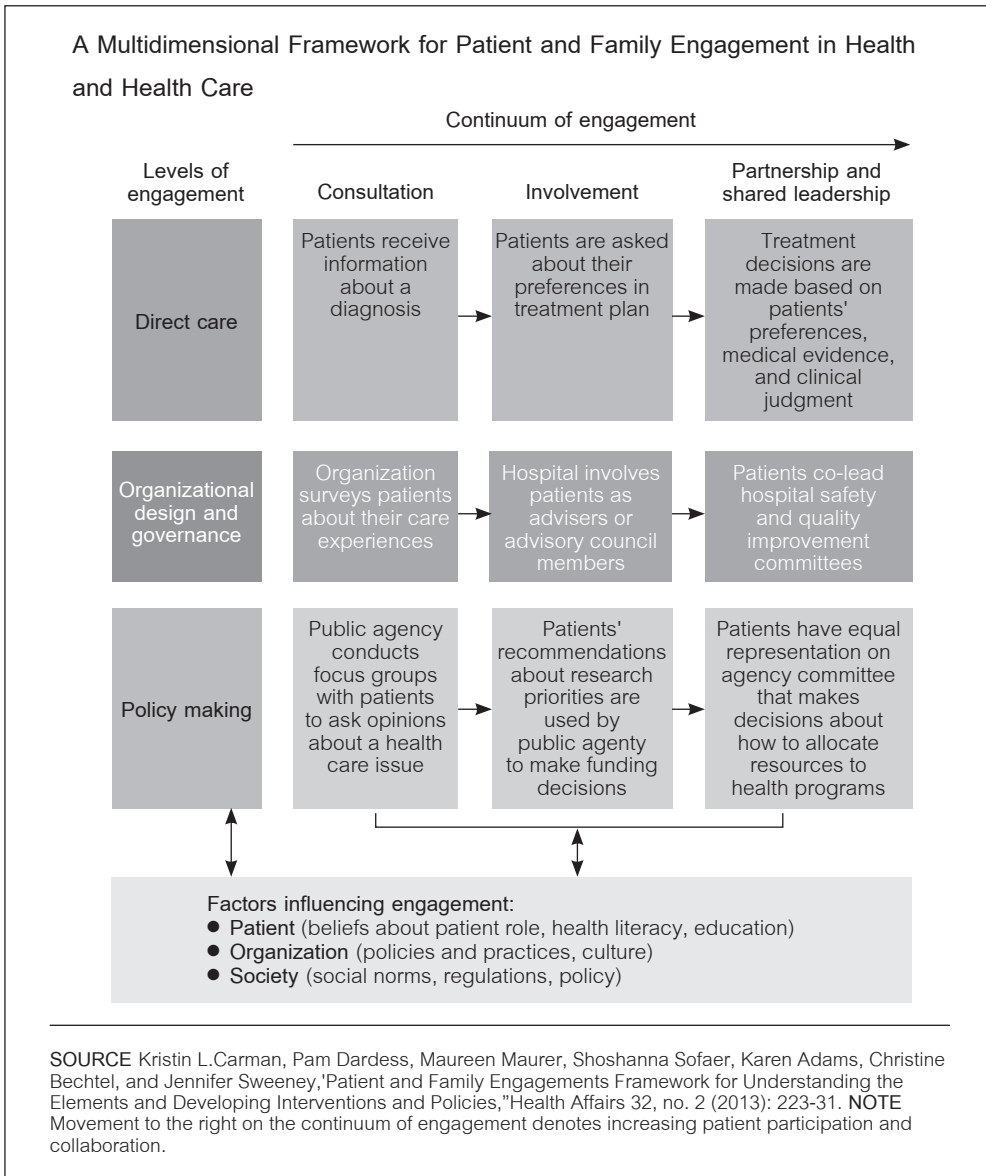 A Multidimensional Framework for Patient and Family Engagement in Health
and Health Care
Continuum of engagement
Levels of
engagement
Consultation
Involvement
Partnership and
shared leadership
Direct care
Patients receive
information
about a
diagnosis
Patients are asked
about their
preferences in
treatment plan
Treatment
decisions are
made based on
patients'
preferences,
medical evidence,
and clinical
judgment
Organizational
design and
governance
Organization
surveys patients
about their care
experiences
Hospital involves
patients as
advisers or
advisory council
members
Patients co-lead
hospital safety
and quality
improvement
committees
Policy making
Public agency
conducts
focus groups
with patients
to ask opinions
about a health
care issue
Patients'
recommendations
about research
priorities are
used by
public agenty
to make funding
decisions
Patients have equal
representation on
agency committee
that makes
decisions about
how to allocate
resources to
health programs
Factors influencing engagement:
● Patient (beliefs about patient role, health literacy, education)
● Organization (policies and practices, culture)
● Society (social norms, regulations, policy)
SOURCE Kristin L.Carman, Pam Dardess, Maureen Maurer, Shoshanna Sofaer, Karen Adams, Christine
Bechtel, and Jennifer Sweeney,'Patient and Family Engagements Framework for Understanding the
Elements and Developing Interventions and Policies,"Health Affairs 32, no. 2 (2013): 223-31. NOTE
Movement to the right on the continuum of engagement denotes increasing patient participation and
collaboration.